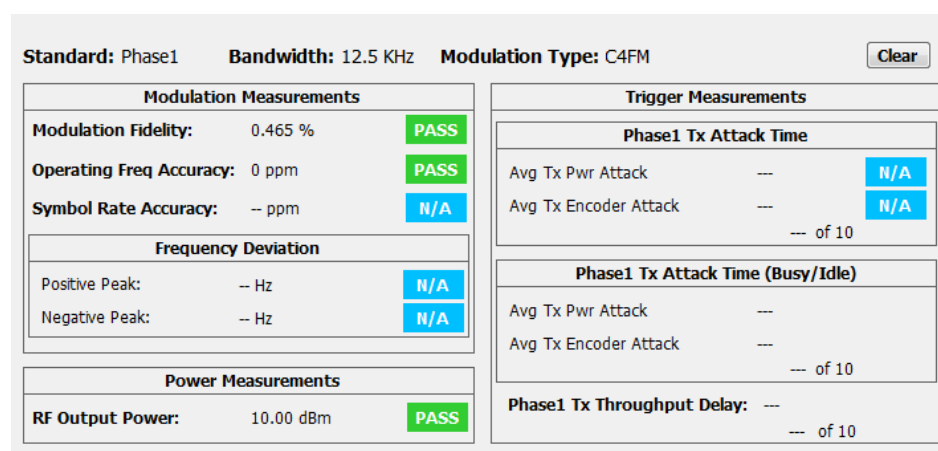 Standard: Phase1 Bandwidth: 12.5 KHz Modulation Type: C4FM Clear
Modulation Measurements
Modulation Fidelity: 0.465 % PASS
Operating Freq Accuracy: 0 ppm PASS
Symbol Rate Accuracy: -- ppm N/A
Frequency Deviation
Positive Peak: -- Hz N/A
Negative Peak: -- Hz N/A
Power Measurements
RF Output Power: 10.00 dBm PASS
Trigger Measurements
Phase1 Tx Attack Time
Avg Tx Pwr Attack --- N/A
Avg Tx Encoder Attack --- N/A
--- of 10
Phase1 Tx Attack Time (Busy/Idle)
Avg Tx Pwr Attack ---
Avg Tx Encoder Attack ---
--- of 10
Phase1 Tx Throughput Delay: ---
--- of 10